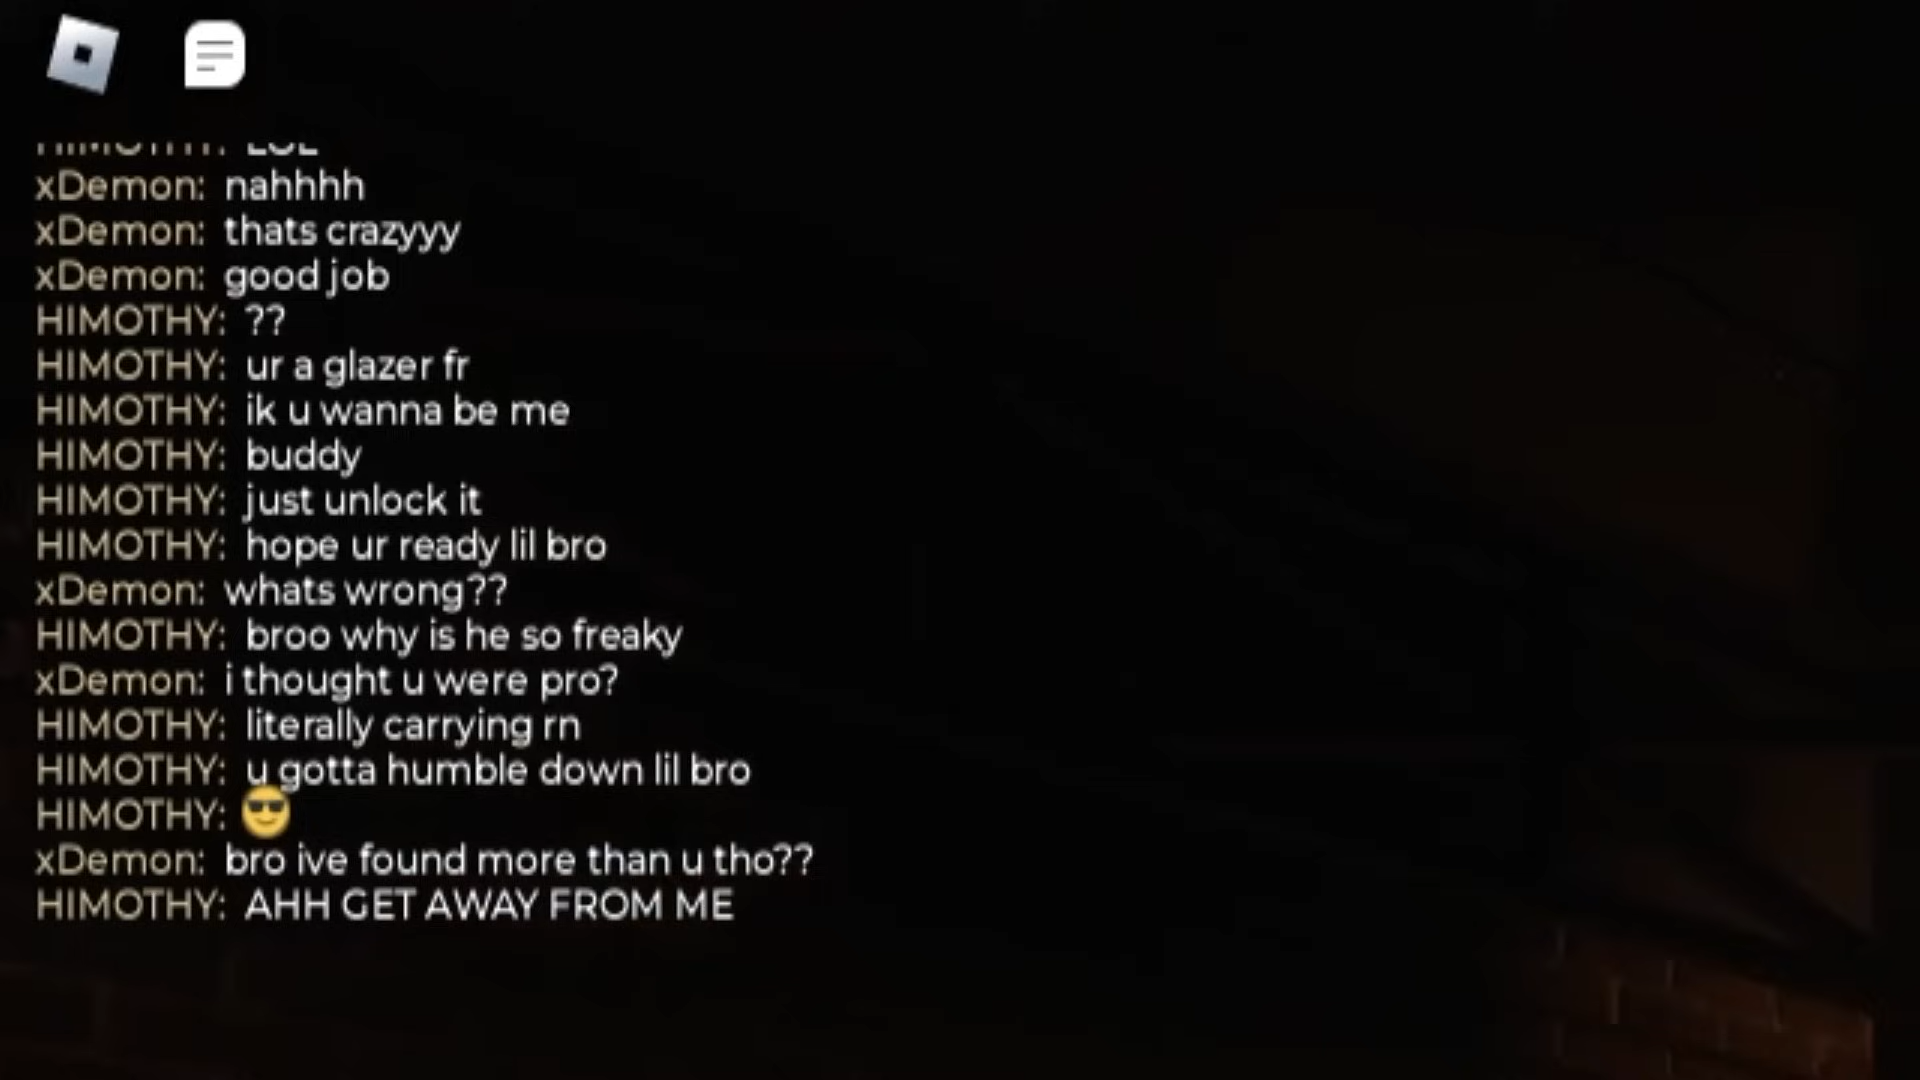 HIMOTHY: LOL
xDemon: nahhhh
xDemon: thats crazyyy
xDemon: good job
HIMOTHY: ??
HIMOTHY: ur a glazer fr
HIMOTHY: ik u wanna be me
HIMOTHY: buddy
HIMOTHY: just unlock it
HIMOTHY: hope ur ready lil bro
xDemon: whats wrong??
HIMOTHY: broo why is he so freaky
xDemon: i thought u were pro?
HIMOTHY: literally carrying rn
HIMOTHY: u gotta humble down lil bro
HIMOTHY: 😎
xDemon: bro ive found more than u tho??
HIMOTHY: AHH GET AWAY FROM ME